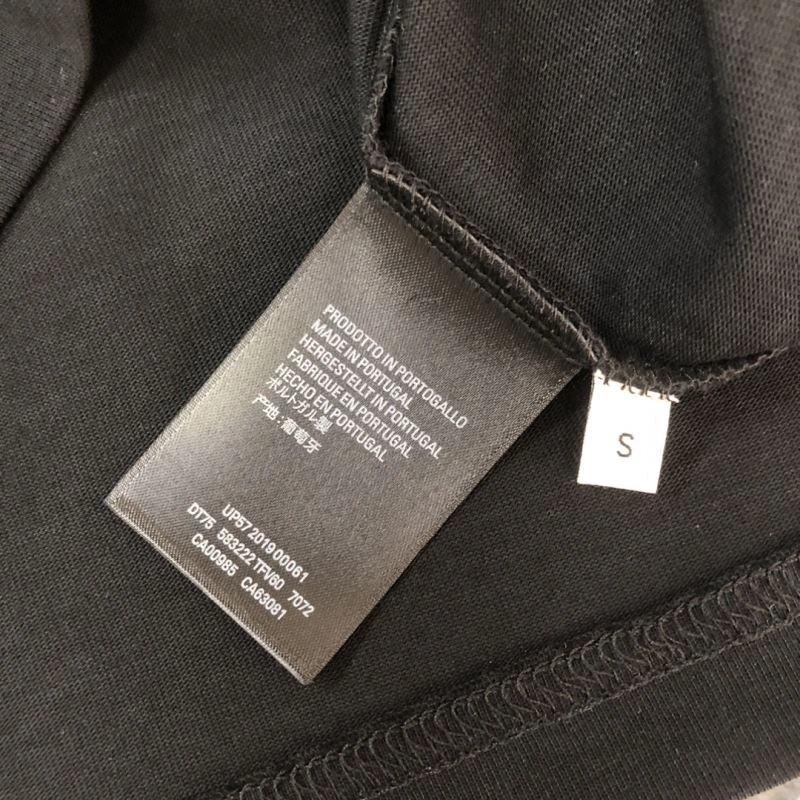 PRODOTTO IN PORTOGALLO
MADE IN PORTUGAL
HERGESTELT IN PORTUGAL
FABRIQUE EN PORTUGAL
HECHO EN PORTUGAL
ポルトガル製
产地:葡萄牙
UP57 2019 00061
DT75 583222 TFV60 7072
CA00985 CA63081
S